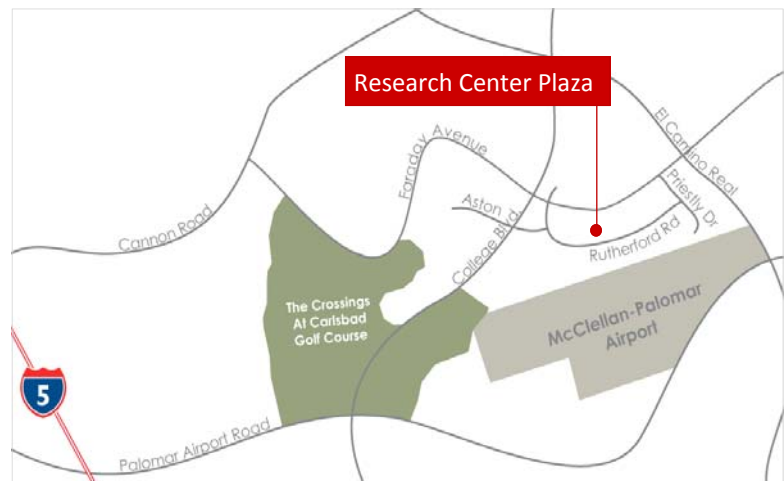 Research Center Plaza
El Camino Real
Faraday Avenue
Priestly Dr
Aston
Cannon Road
College Blvd.
Rutherford Rd
The Crossings
At Carlsbad
Golf Course
McClellan-Palomar
Airport
5
Palomar Airport Road